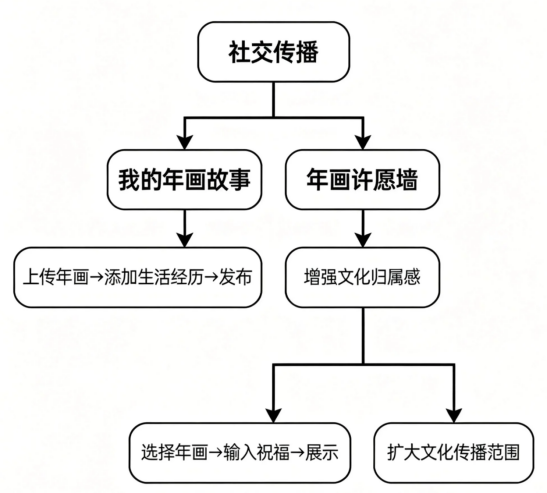 社交传播
我的年画故事
年画许愿墙
上传年画→添加生活经历→发布
增强文化归属感
选择年画→输入祝福→展示
扩大文化传播范围